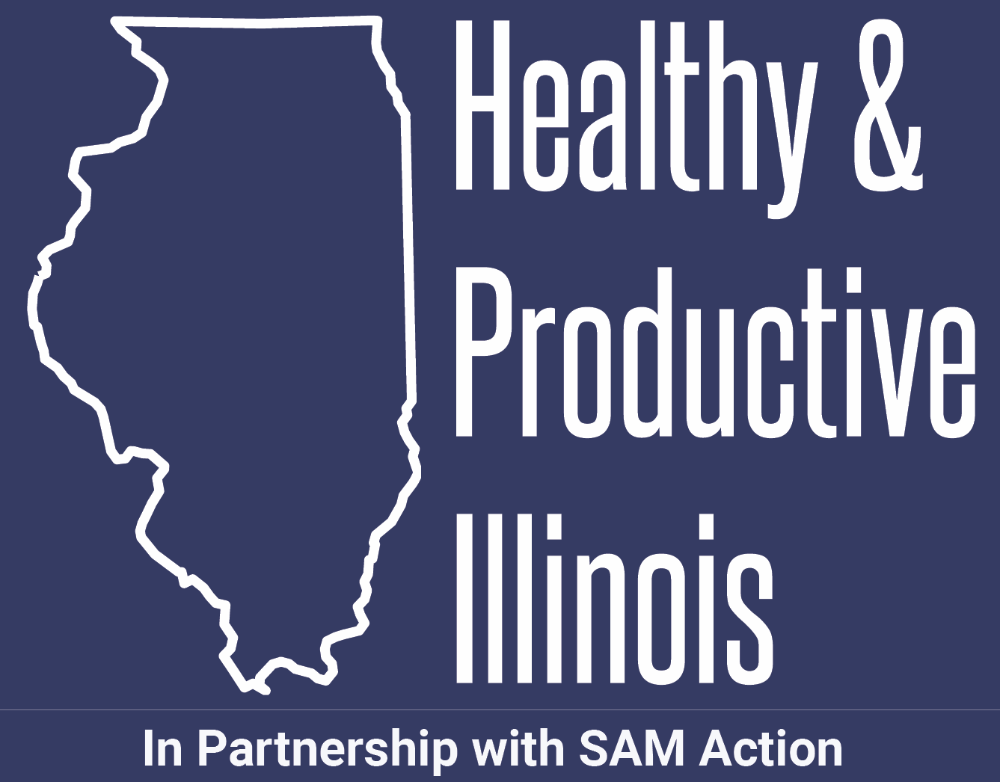 Healthy &
Productive
Illinois
In Partnership with SAM Action